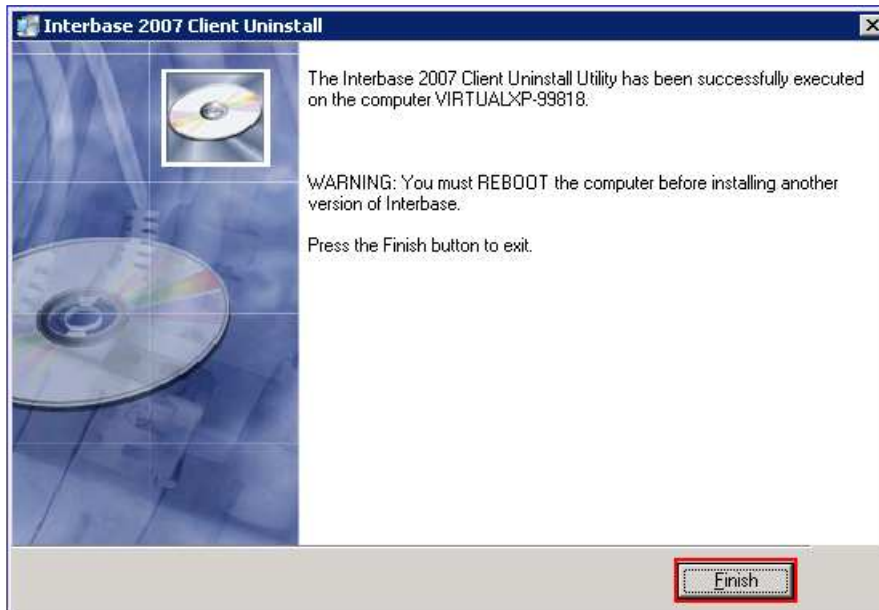 Interbase 2007 Client Uninstall
The Interbase 2007 Client Uninstall Utility has been successfully executed
on the computer VIRTUALXP-99818.
WARNING: You must REBOOT the computer before installing another
version of Interbase.
Press the Finish button to exit.
Finish